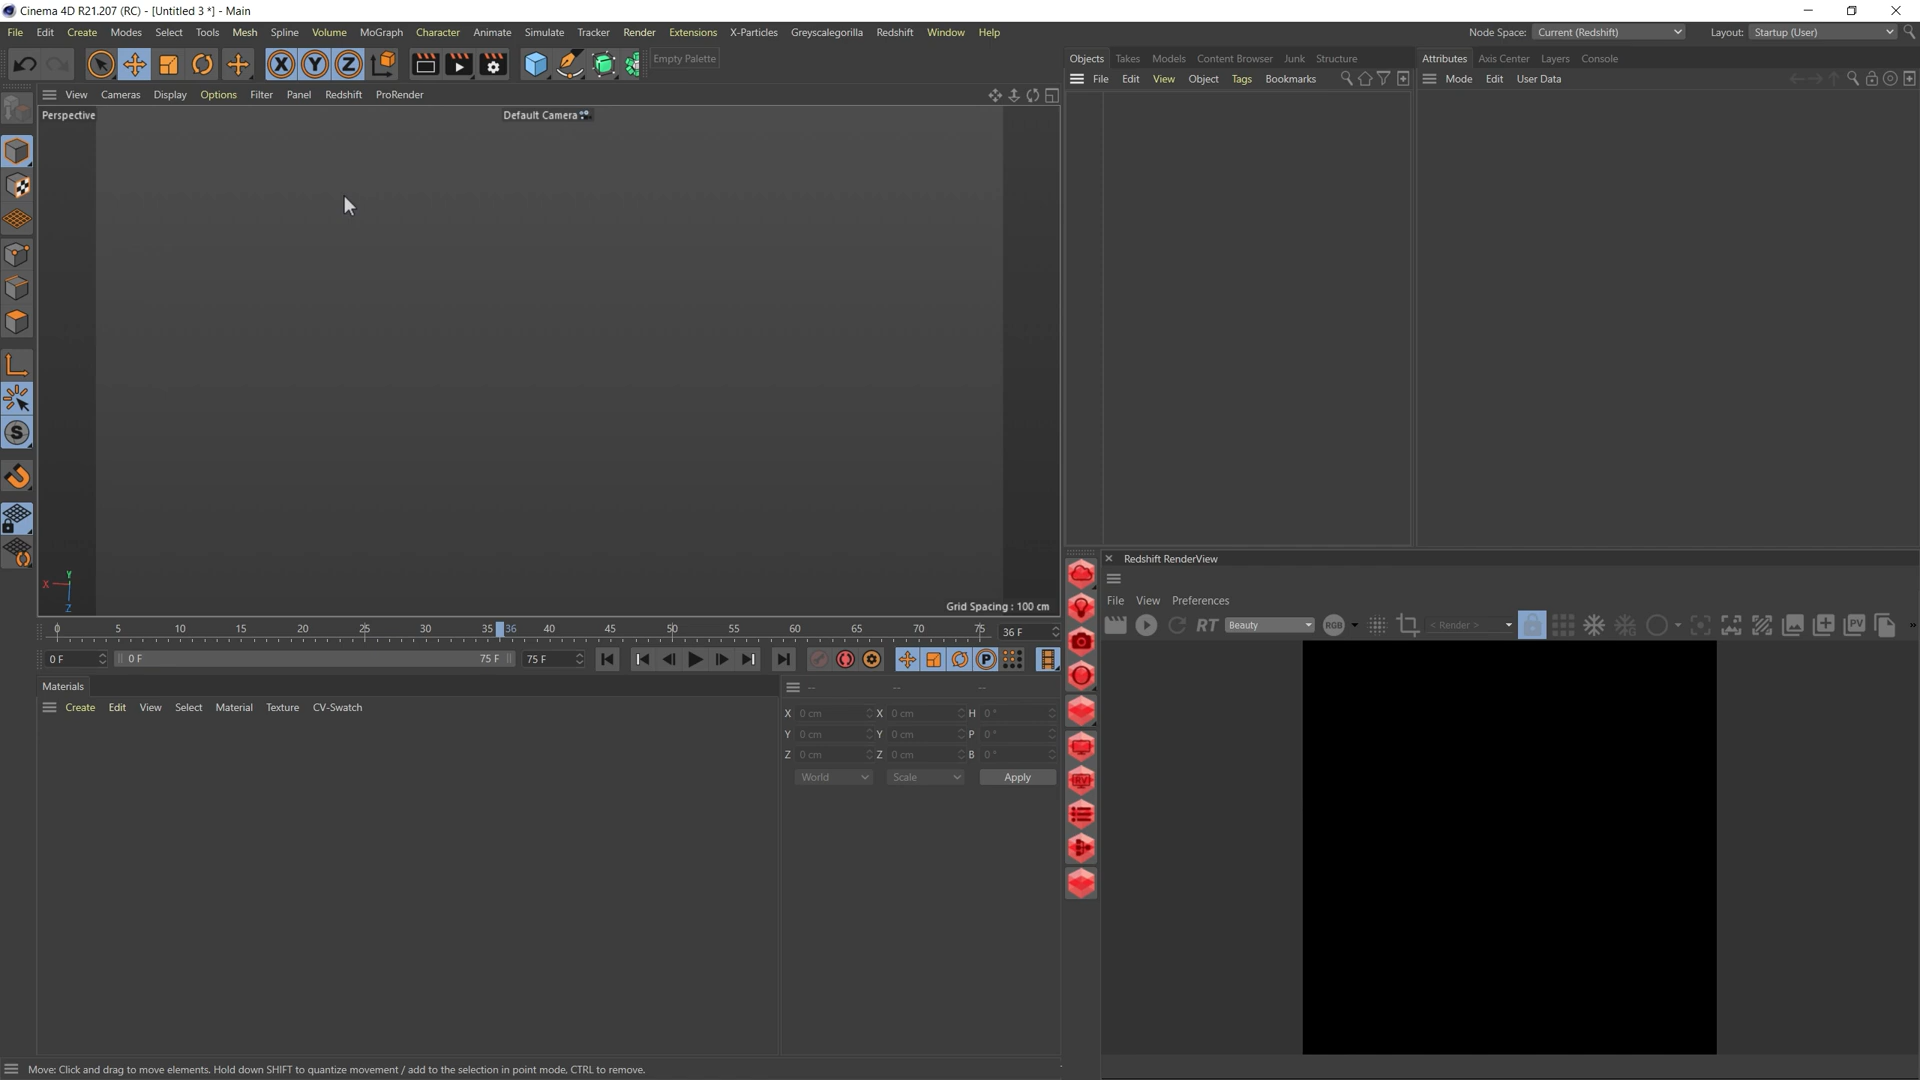 Cinema 4D R21.207 (RC) - [Untitled 3 *] - Main
File Edit Create Modes Select Tools Mesh Spline Volume MoGraph Character Animate Simulate Tracker Render Extensions X-Particles Greyscalegorilla Redshift Window Help Node Space: Current (Redshift) Layout: Startup (User)
X Y Z Empty Palette
Objects Takes Models Content Browser Junk Structure Attributes Axis Center Layers Console
File Edit View Object Tags Bookmarks Mode Edit User Data
View Cameras Display Options Filter Panel Redshift ProRender
Perspective Default Camera
S
Y
X
Z
Grid Spacing : 100 cm
0 5 10 15 20 25 30 35 36 40 45 50 55 60 65 70 75 36 F
0 F 0 F 75 F 75 F P
Materials
Create Edit View Select Material Texture CV-Swatch
-- -- --
X 0 cm X 0 cm H 0 °
Y 0 cm Y 0 cm P 0 °
Z 0 cm Z 0 cm B 0 °
World Scale Apply
Redshift RenderView
File View Preferences
RT Beauty RGB < Render > PV
RV
Move: Click and drag to move elements. Hold down SHIFT to quantize movement / add to the selection in point mode, CTRL to remove.